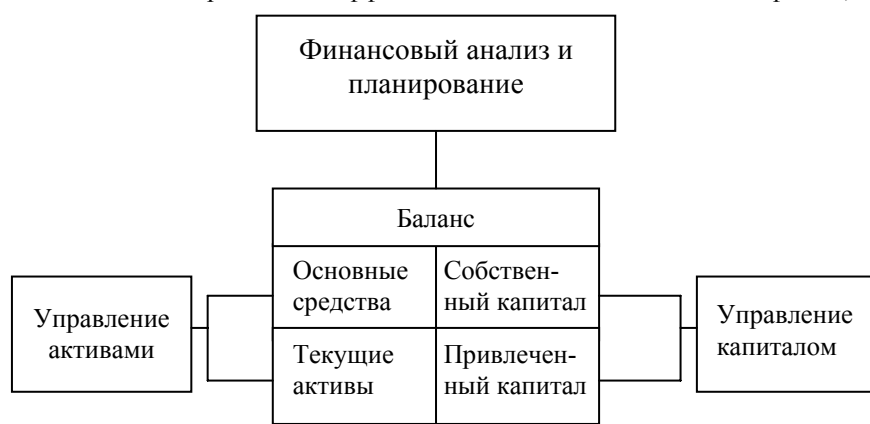 Финансовый анализ и
планирование
Баланс
Основные
средства
Собствен-
ный капитал
Управление
активами
Текущие
активы
Привлечен-
ный капитал
Управление
капиталом